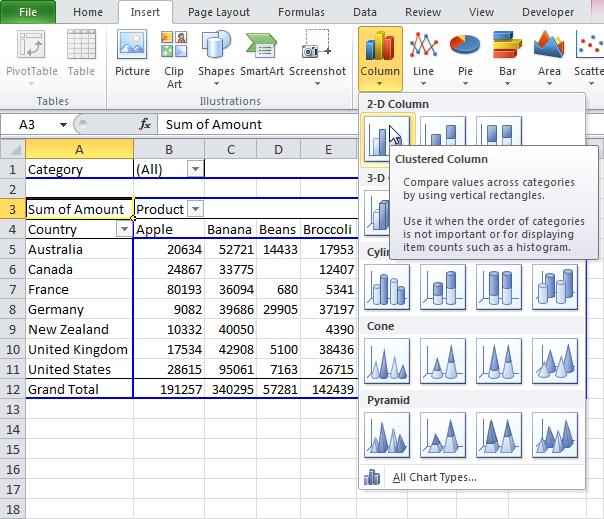 File Home Insert Page Layout Formulas Data Review View Developer
PivotTable Table Picture Clip Art Shapes SmartArt Screenshot Column Line Pie Bar Area Scatte
Tables Illustrations
A3 fx Sum of Amount
A B C D E
1 Category (All)
2
3 Sum of Amount Product
4 Country Apple Banana Beans Broccoli
5 Australia 20634 52721 14433 17953
6 Canada 24867 33775 12407
7 France 80193 36094 680 5341
8 Germany 9082 39686 29905 37197
9 New Zealand 10332 40050 4390
10 United Kingdom 17534 42908 5100 38436
11 United States 28615 95061 7163 26715
12 Grand Total 191257 340295 57281 142439
13
14
15
16
17
18
2-D Column
Clustered Column
Compare values across categories
by using vertical rectangles.
Use it when the order of categories
is not important or for displaying
item counts such as a histogram.
3-D
Cylin
Cone
Pyramid
All Chart Types...